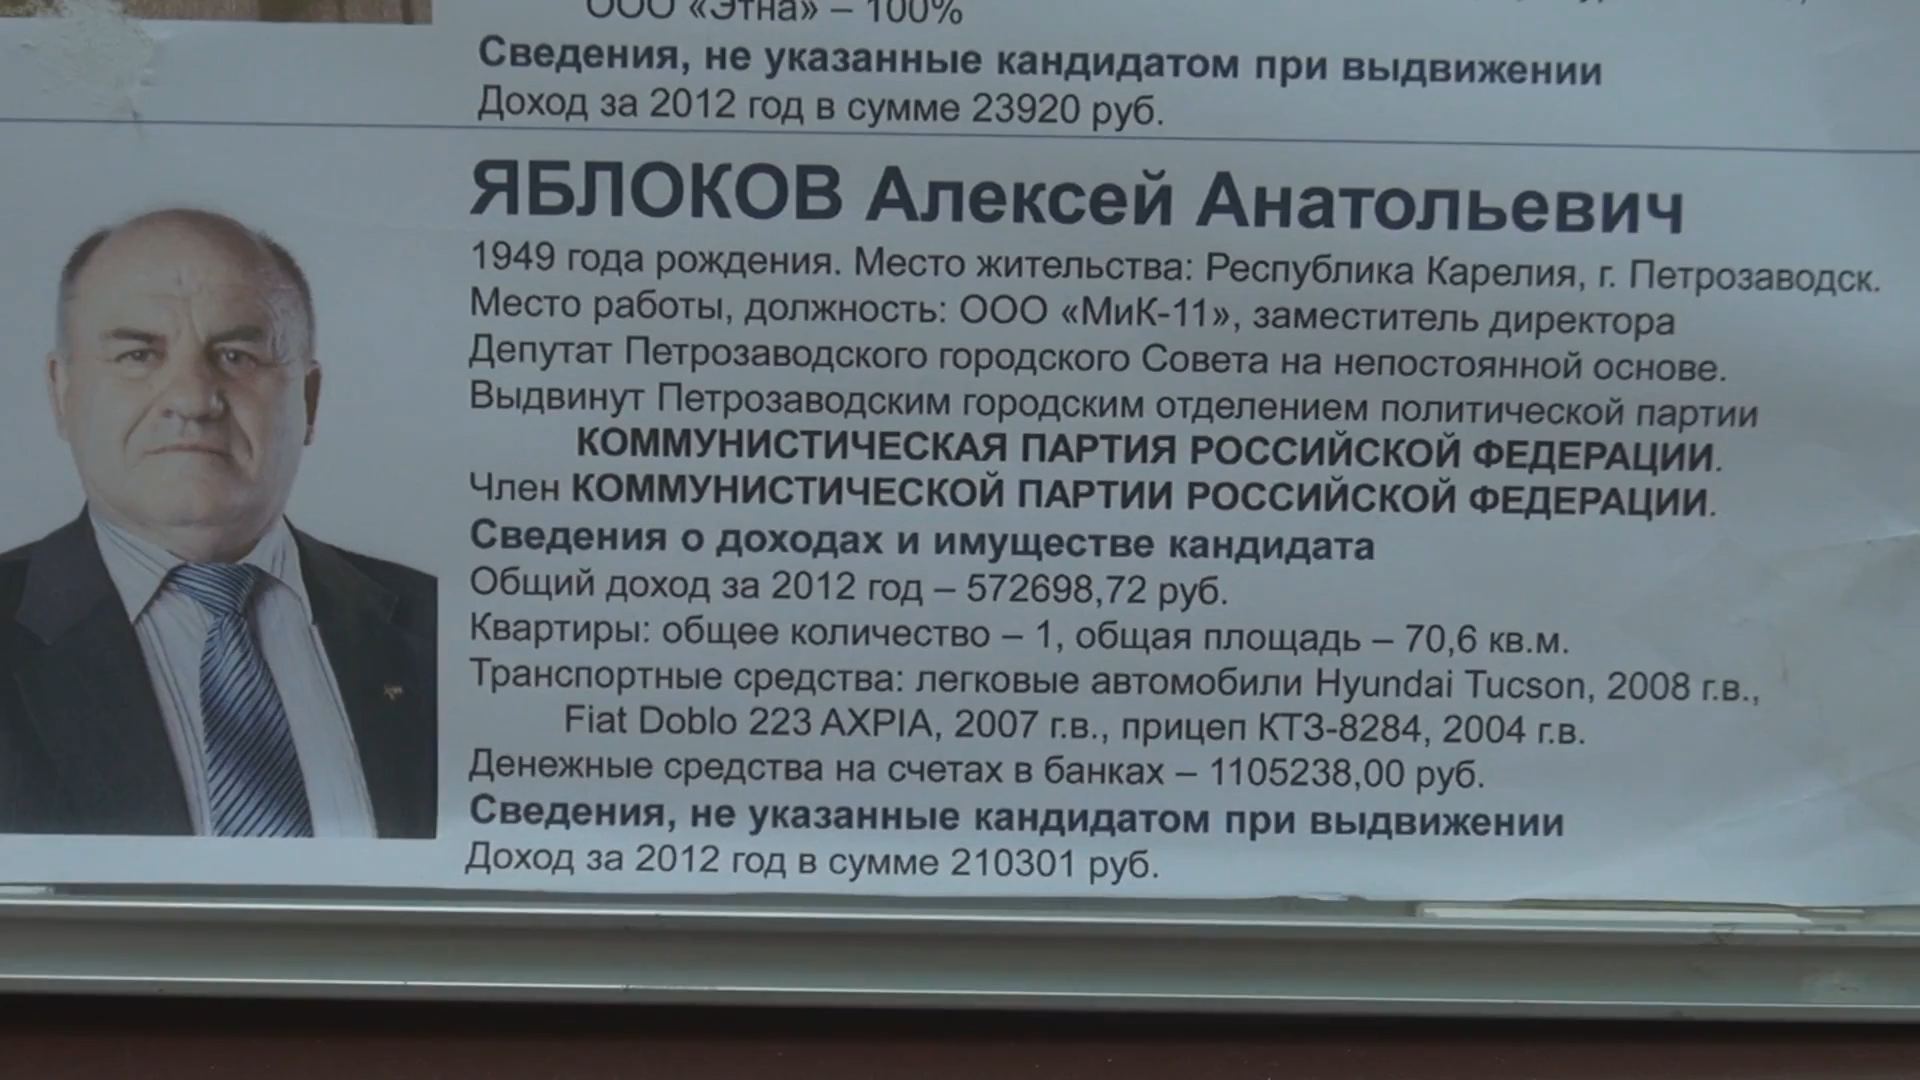 ООО «Этна» – 100%
Сведения, не указанные кандидатом при выдвижении
Доход за 2012 год в сумме 23920 руб.
ЯБЛОКОВ Алексей Анатольевич
1949 года рождения. Место жительства: Республика Карелия, г. Петрозаводск.
Место работы, должность: ООО «МиК-11», заместитель директора
Депутат Петрозаводского городского Совета на непостоянной основе.
Выдвинут Петрозаводским городским отделением политической партии
КОММУНИСТИЧЕСКАЯ ПАРТИЯ РОССИЙСКОЙ ФЕДЕРАЦИИ.
Член КОММУНИСТИЧЕСКОЙ ПАРТИИ РОССИЙСКОЙ ФЕДЕРАЦИИ.
Сведения о доходах и имуществе кандидата
Общий доход за 2012 год – 572698,72 руб.
Квартиры: общее количество – 1, общая площадь – 70,6 кв.м.
Транспортные средства: легковые автомобили Hyundai Tucson, 2008 г.в.,
Fiat Doblo 223 AXPIA, 2007 г.в., прицеп КТЗ-8284, 2004 г.в.
Денежные средства на счетах в банках – 1105238,00 руб.
Сведения, не указанные кандидатом при выдвижении
Доход за 2012 год в сумме 210301 руб.